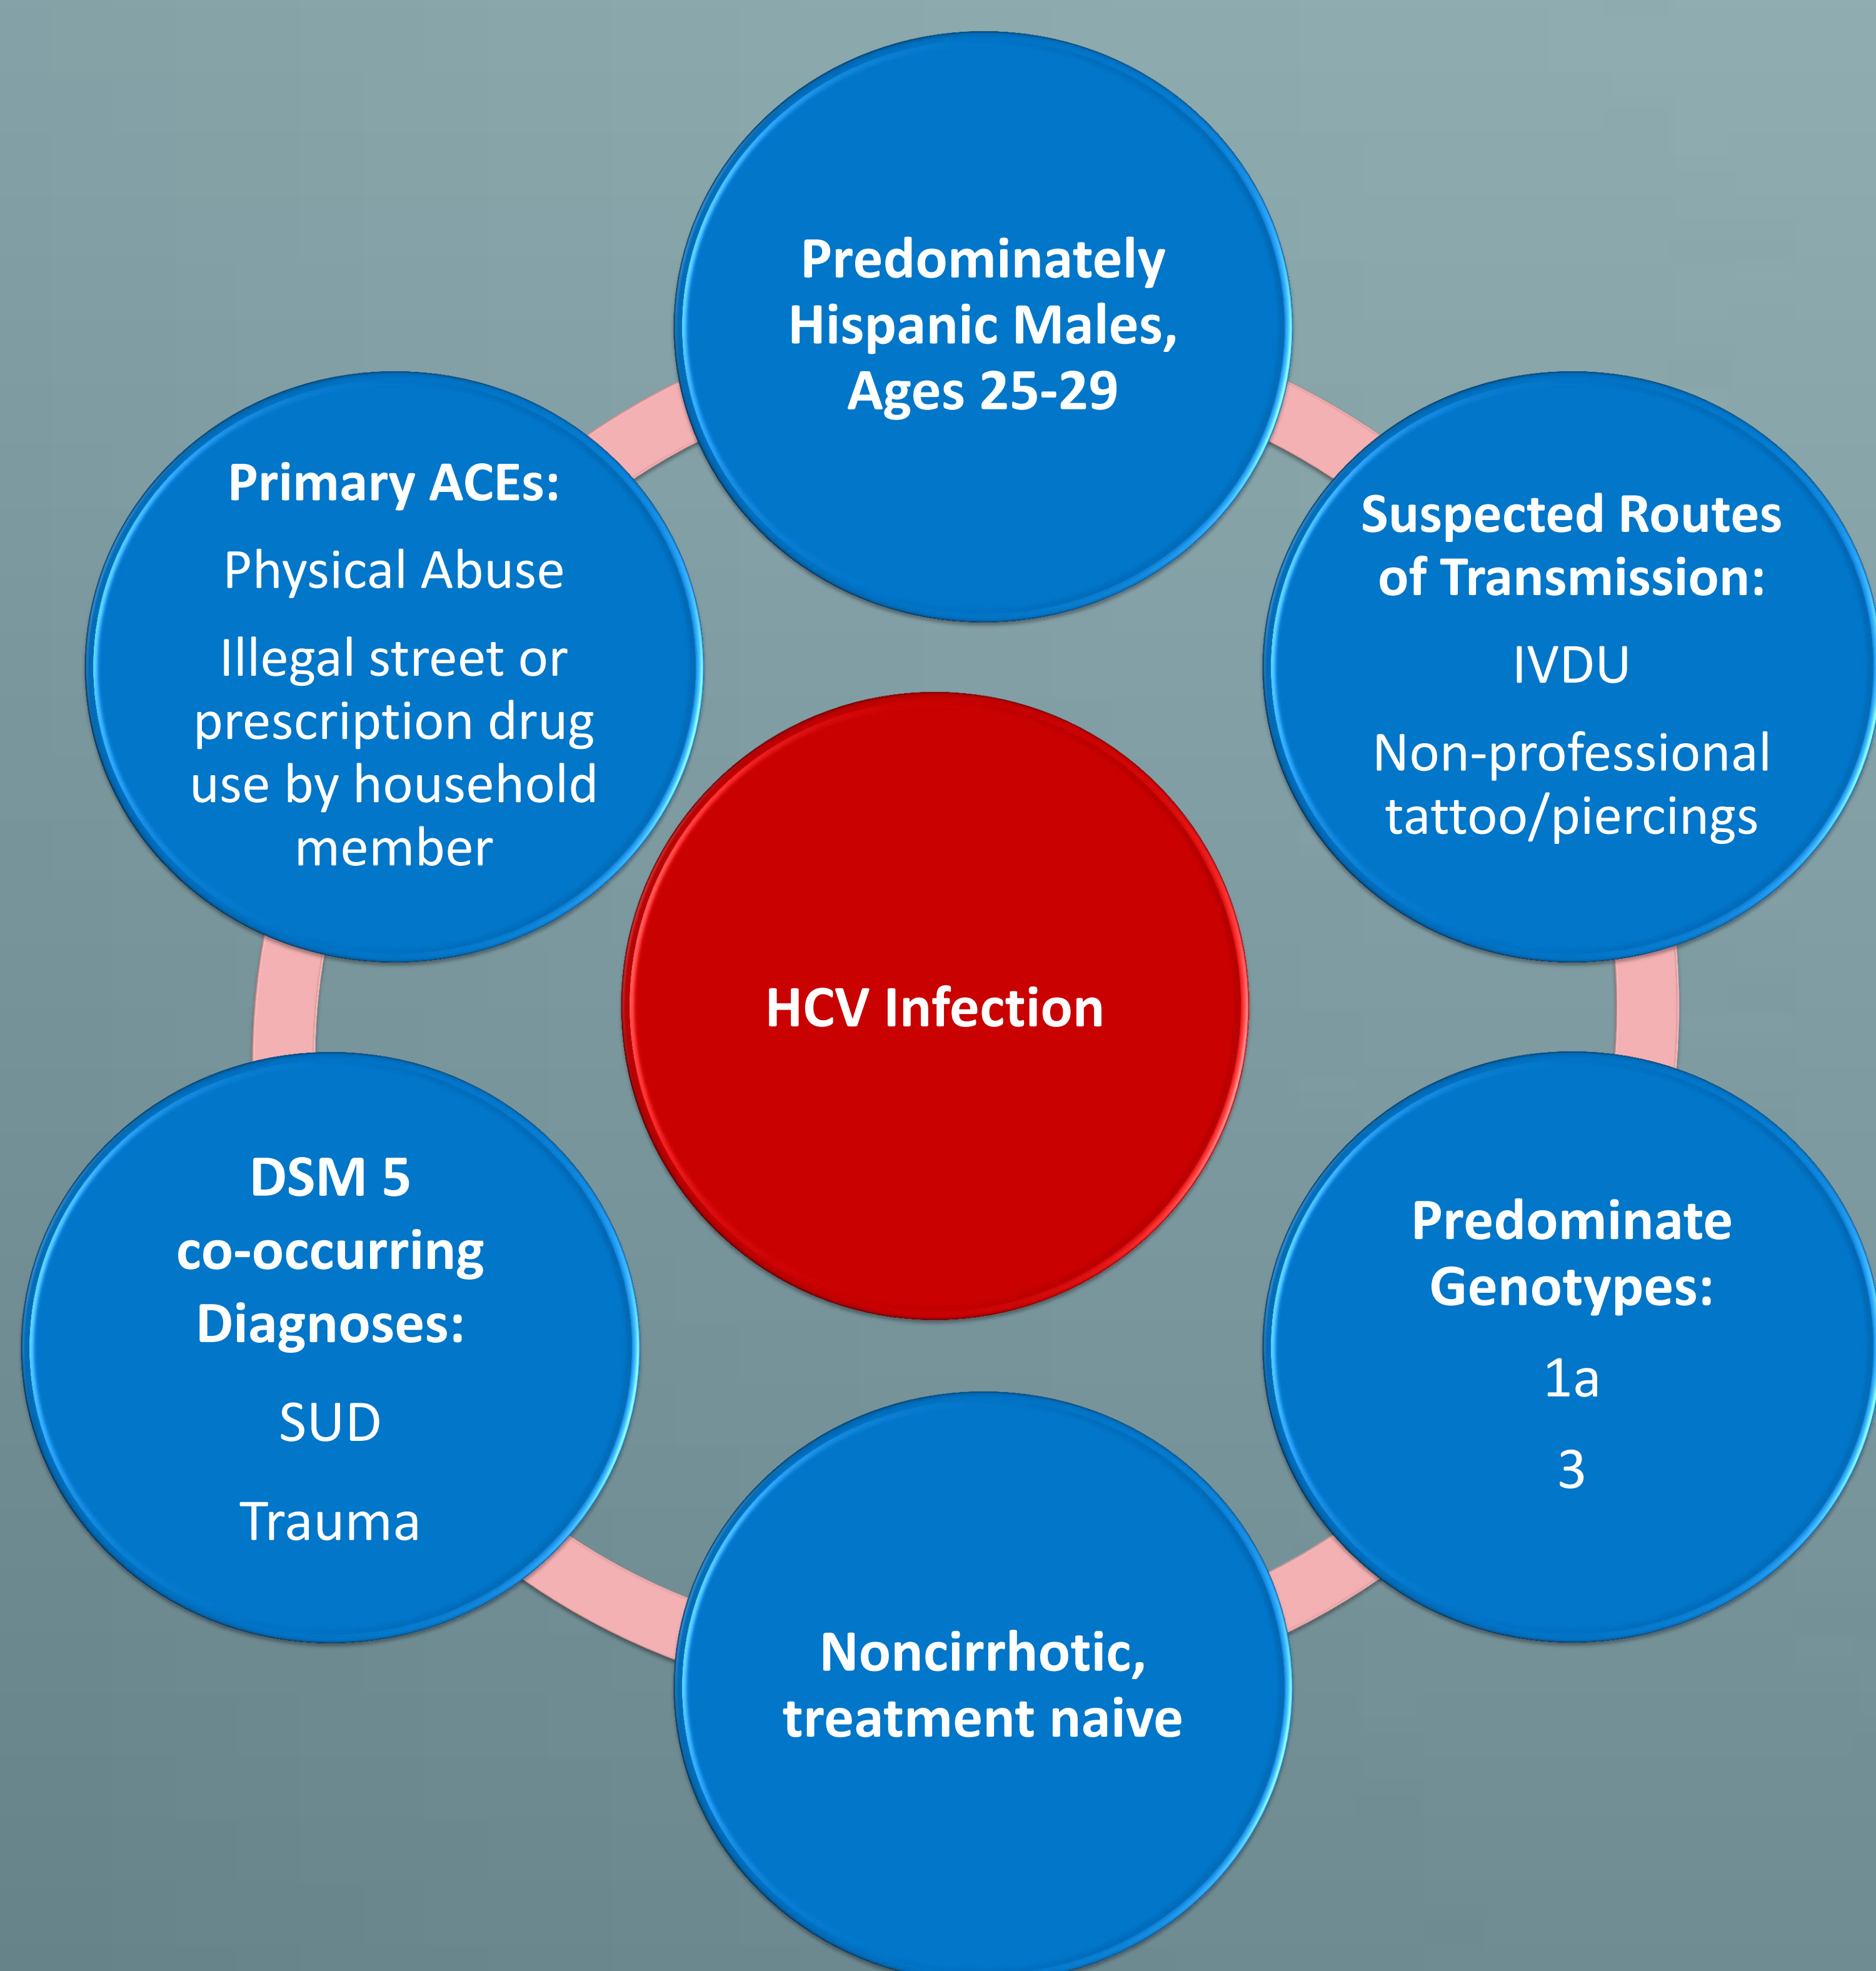 Predominately
Hispanic Males,
Ages 25-29
Suspected Routes
of Transmission:
IVDU
Non-professional
tattoo/piercings
Predominate
Genotypes:
1a
3
Noncirrhotic,
treatment naive
DSM 5
co-occurring
Diagnoses:
SUD
Trauma
Primary ACEs:
Physical Abuse
Illegal street or
prescription drug
use by household
member
HCV Infection